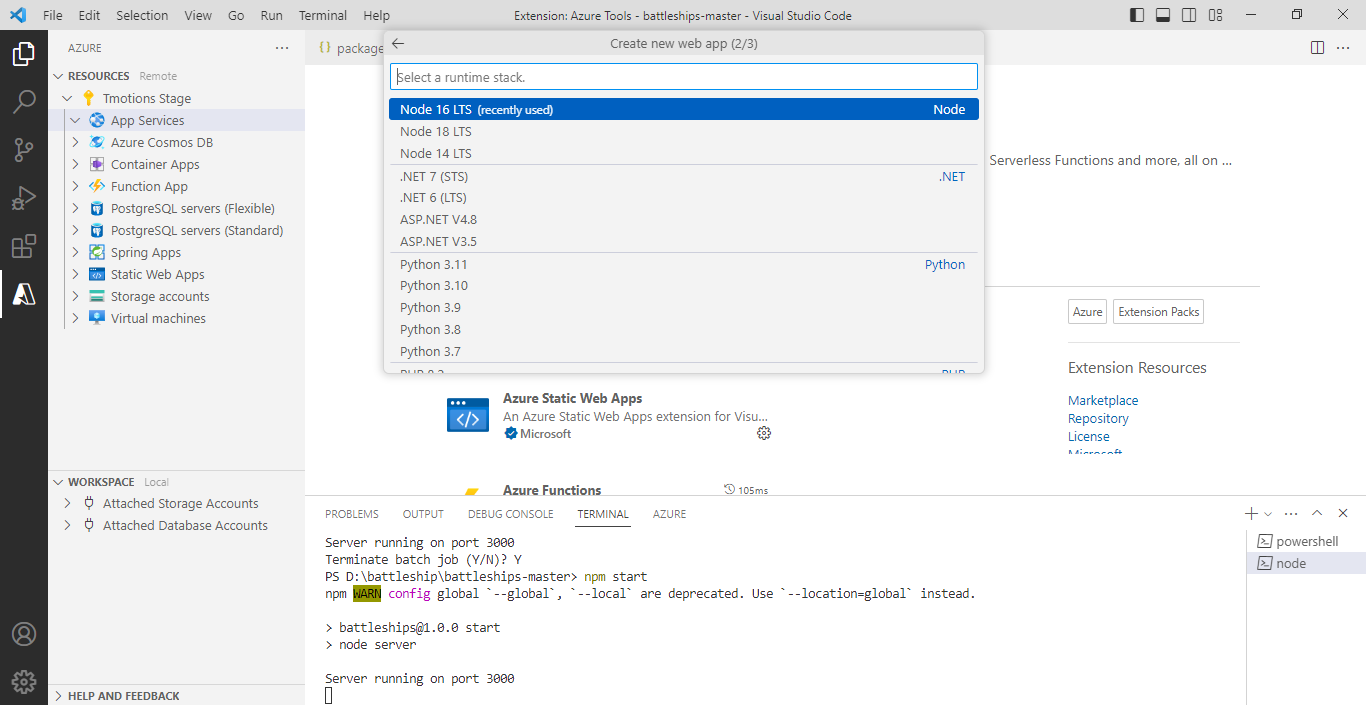 File Edit Selection View Go Run Terminal Help Extension: Azure Tools - battleships-master - Visual Studio Code
AZURE
RESOURCES Remote
Tmotions Stage
App Services
Azure Cosmos DB
Container Apps
Function App
PostgreSQL servers (Flexible)
PostgreSQL servers (Standard)
Spring Apps
Static Web Apps
Storage accounts
Virtual machines
WORKSPACE Local
Attached Storage Accounts
Attached Database Accounts
HELP AND FEEDBACK
{} package
Create new web app (2/3)
Select a runtime stack.
Node 16 LTS (recently used) Node
Node 18 LTS
Node 14 LTS
.NET 7 (STS) .NET
.NET 6 (LTS)
ASP.NET V4.8
ASP.NET V3.5
Python 3.11 Python
Python 3.10
Python 3.9
Python 3.8
Python 3.7
PHP
Serverless Functions and more, all on ...
Azure Extension Packs
Extension Resources
Marketplace
Repository
License
Microsoft
Azure Static Web Apps
An Azure Static Web Apps extension for Visu...
Microsoft
Azure Functions 105ms
PROBLEMS OUTPUT DEBUG CONSOLE TERMINAL AZURE
Server running on port 3000
Terminate batch job (Y/N)? Y
PS D:\battleship\battleships-master> npm start
npm WARN config global `--global`, `--local` are deprecated. Use `--location=global` instead.
> battleships@1.0.0 start
> node server
Server running on port 3000
powershell
node